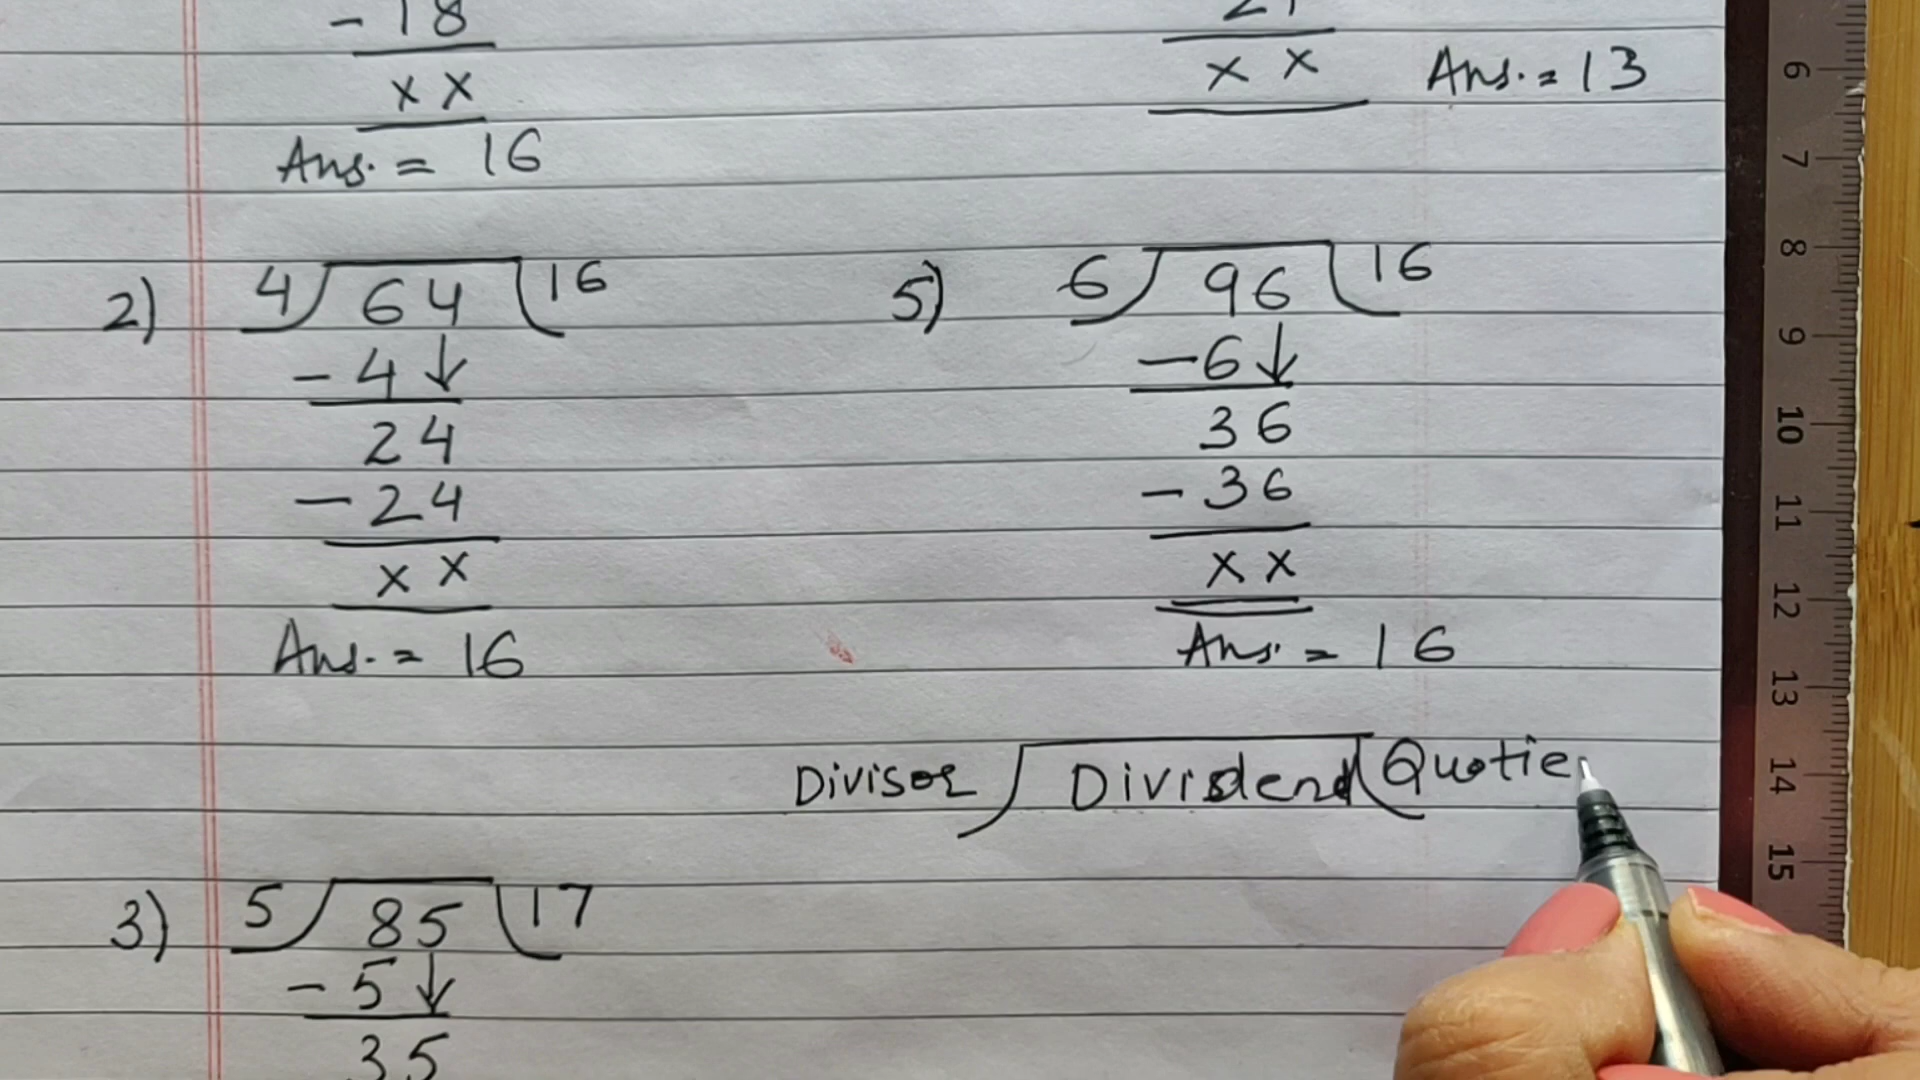 - 18
x x
Ans. = 16
2) 4 64 16
- 4 ↓
24
- 24
x x
Ans. = 16
3) 5 85 17
- 5 ↓
35
x x Ans. = 13
5) 6 96 16
- 6 ↓
36
- 36
x x
Ans. = 16
Divisor Dividend Quotie
6
7
8
9
10
11
12
13
14
15